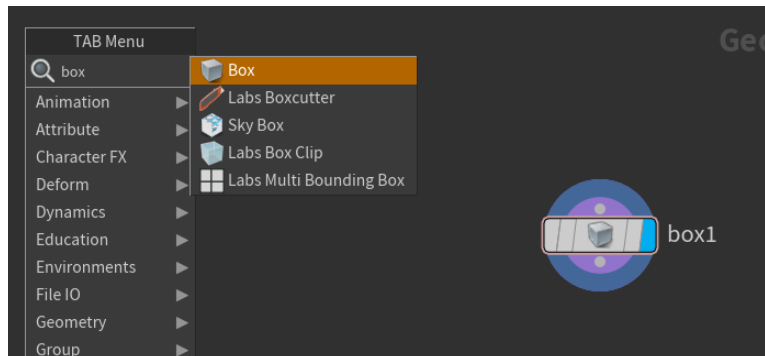 TAB Menu
box
Animation
Attribute
Character FX
Deform
Dynamics
Education
Environments
File IO
Geometry
Group
Box
Labs Boxcutter
Sky Box
Labs Box Clip
Labs Multi Bounding Box
box1